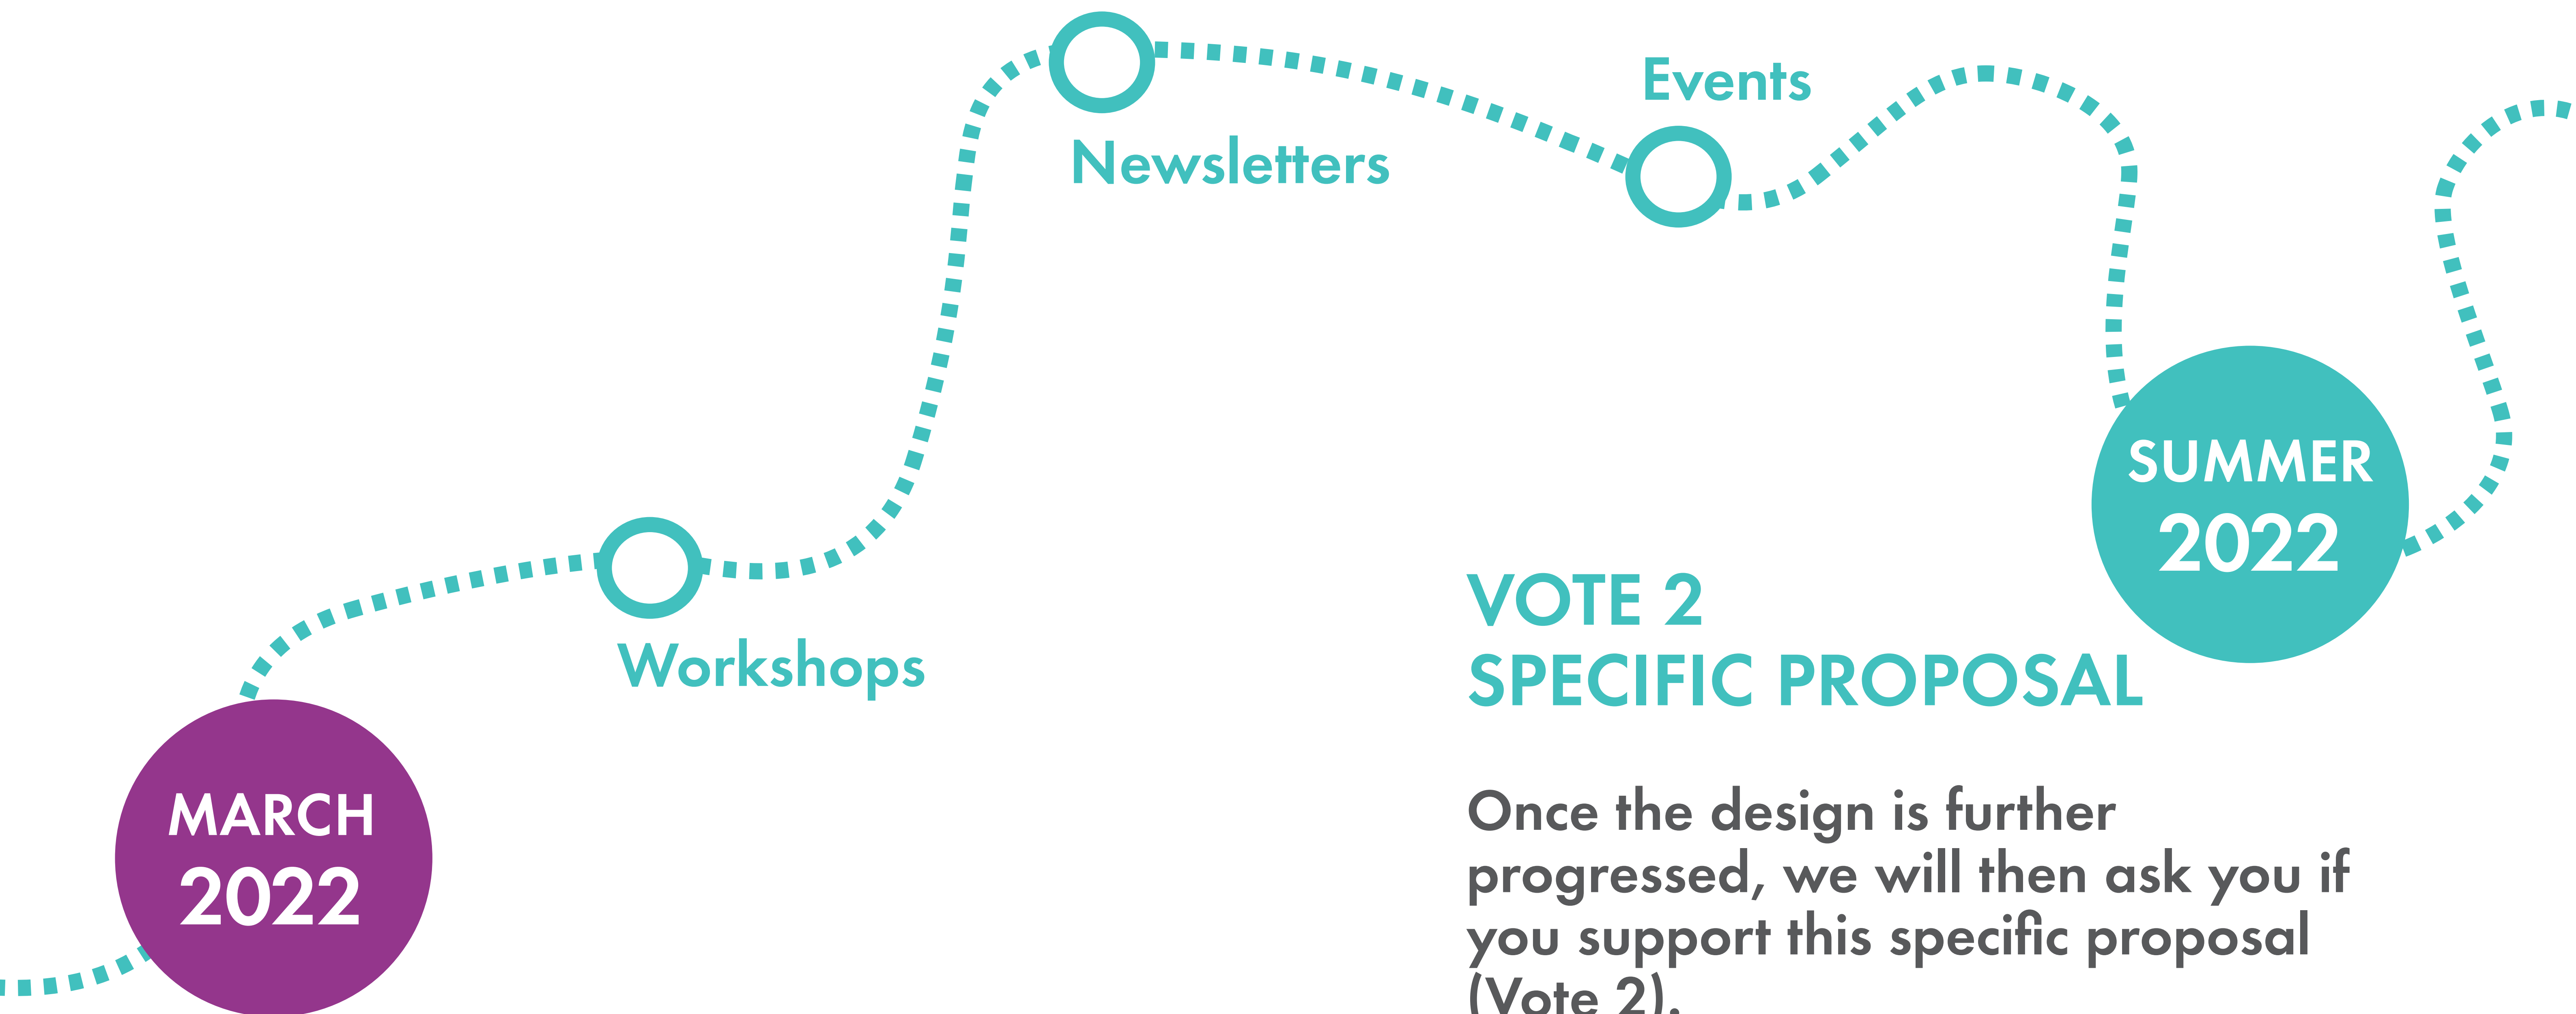 Events
Newsletters
Workshops
MARCH
2022
SUMMER
2022
VOTE 2
SPECIFIC PROPOSAL
Once the design is further
progressed, we will then ask you if
you support this specific proposal
(Vote 2).